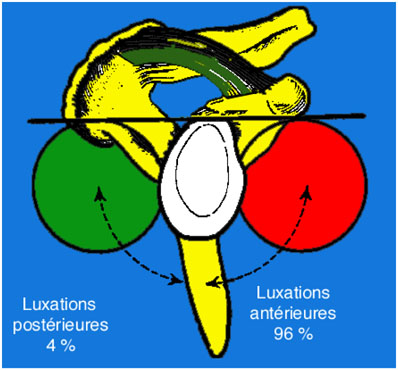 Luxations
postérieures
4 %
Luxations
antérieures
96 %